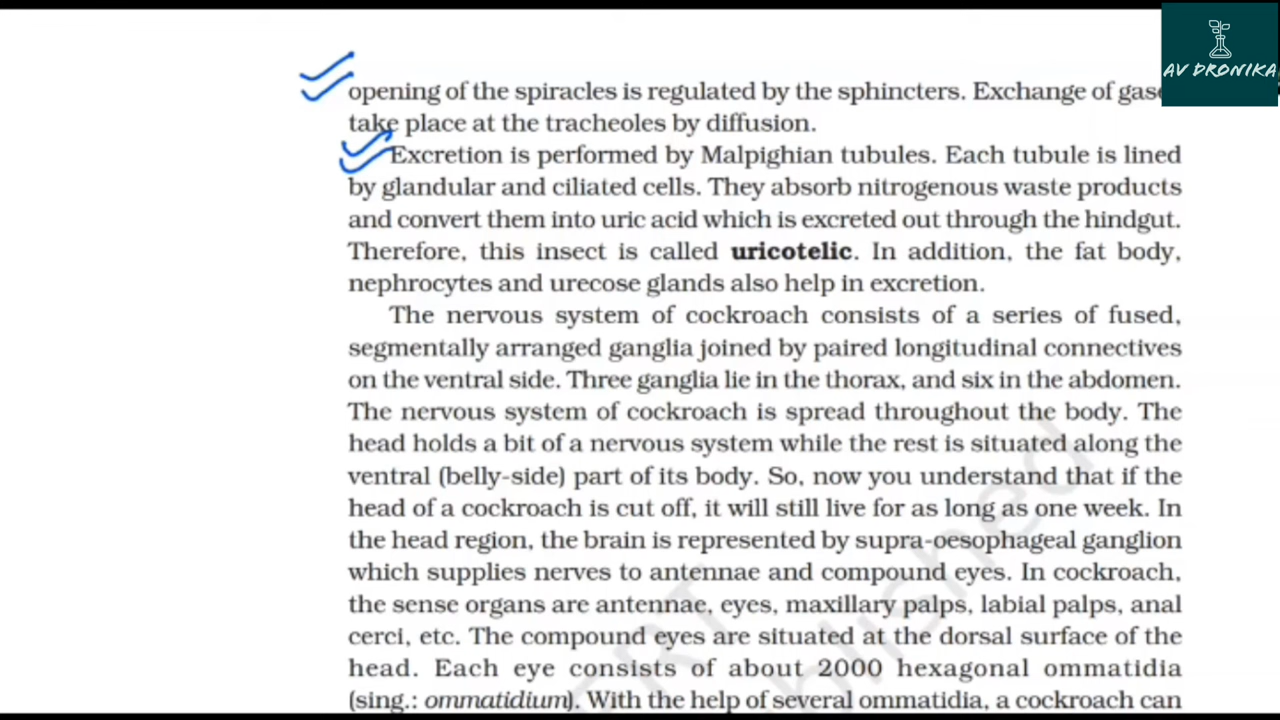 AV DRONIKA
opening of the spiracles is regulated by the sphincters. Exchange of
take place at the tracheoles by diffusion.
Excretion is performed by Malpighian tubules. Each tubule is lined
by glandular and ciliated cells. They absorb nitrogenous waste products
and convert them into uric acid which is excreted out through the hindgut.
Therefore, this insect is called uricotelic. In addition, the fat body,
nephrocytes and urecose glands also help in excretion.
The nervous system of cockroach consists of a series of fused,
segmentally arranged ganglia joined by paired longitudinal connectives
on the ventral side. Three ganglia lie in the thorax, and six in the abdomen.
The nervous system of cockroach is spread throughout the body. The
head holds a bit of a nervous system while the rest is situated along the
ventral (belly-side) part of its body. So, now you understand that if the
head of a cockroach is cut off, it will still live for as long as one week. In
the head region, the brain is represented by supra-oesophageal ganglion
which supplies nerves to antennae and compound eyes. In cockroach,
the sense organs are antennae, eyes, maxillary palps, labial palps, anal
cerci, etc. The compound eyes are situated at the dorsal surface of the
head. Each eye consists of about 2000 hexagonal ommatidia
(sing.: ommatidium). With the help of several ommatidia, a cockroach can